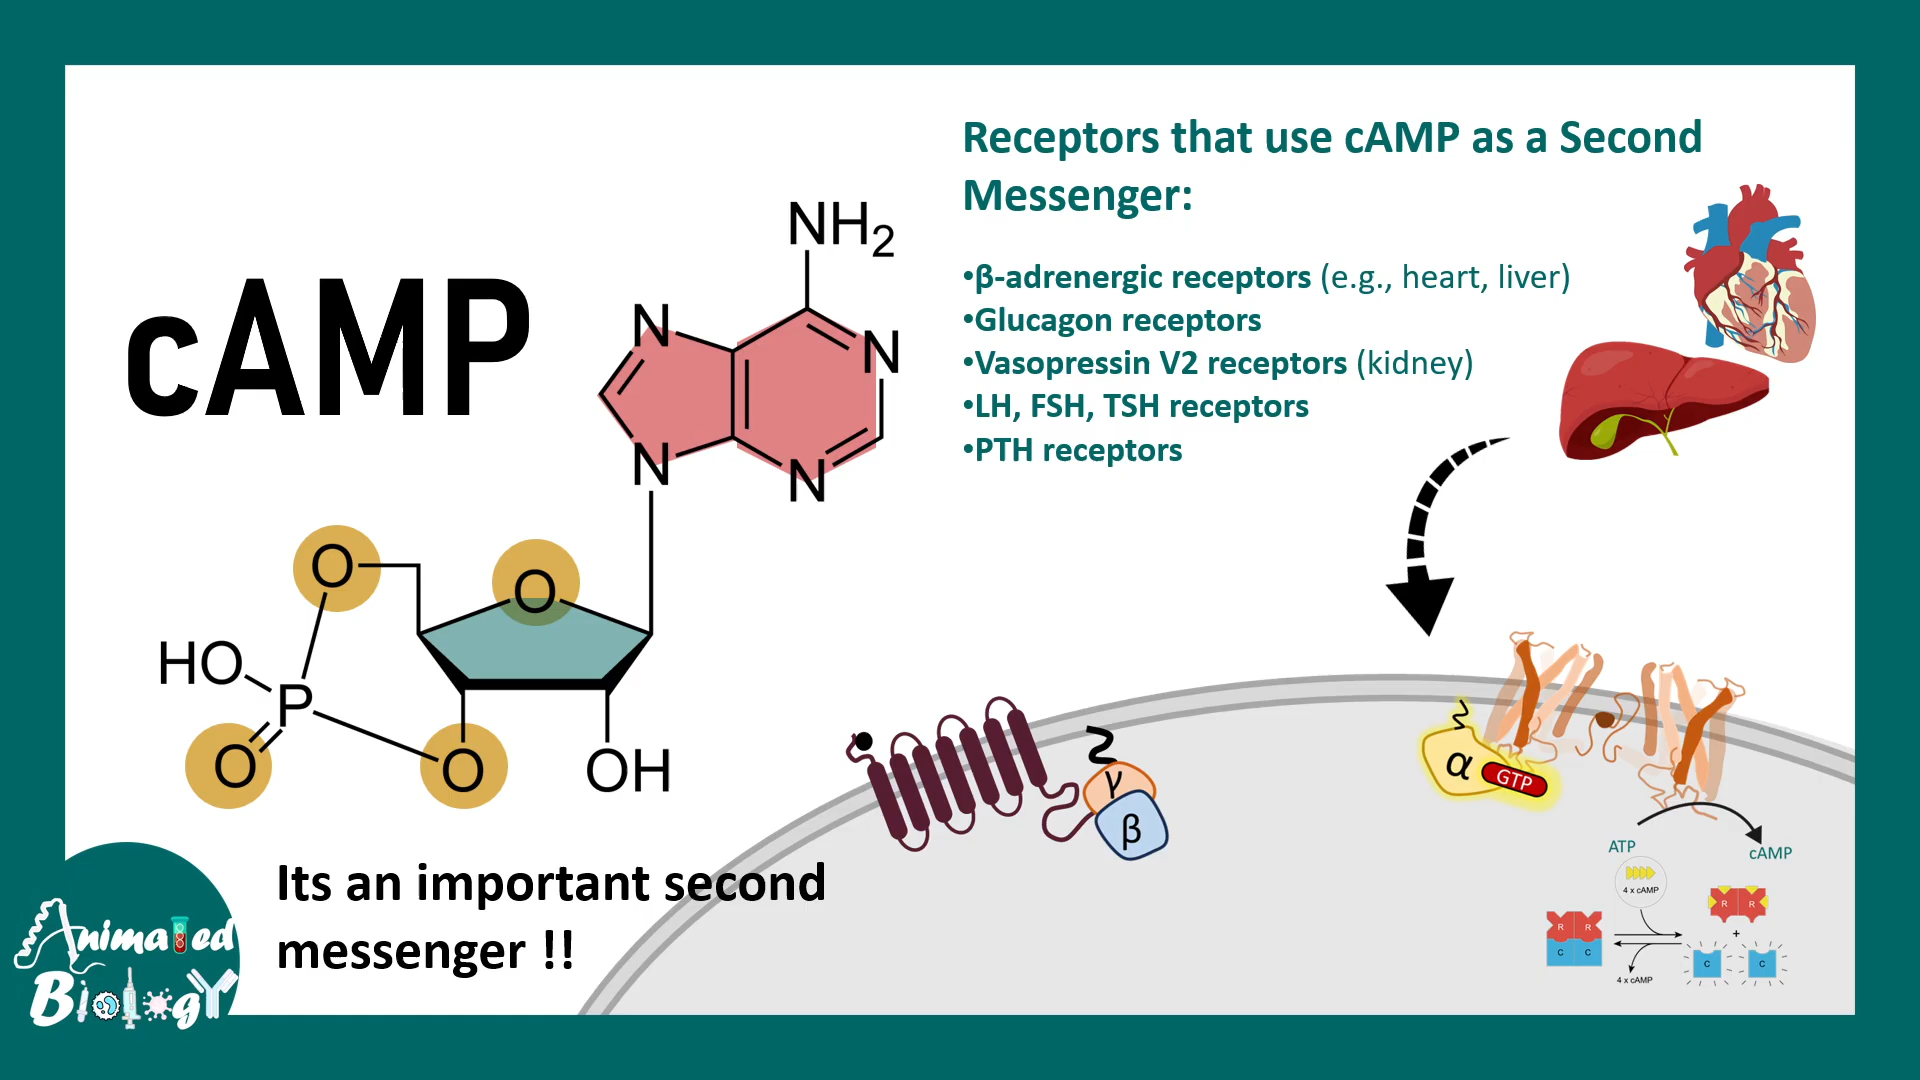 cAMP
NH2
N
N
N
N
O
O
HO
P
O
O
OH
Its an important second
messenger !!
Animated
Biology
Receptors that use cAMP as a Second
Messenger:
•β-adrenergic receptors (e.g., heart, liver)
•Glucagon receptors
•Vasopressin V2 receptors (kidney)
•LH, FSH, TSH receptors
•PTH receptors
γ
β
α
GTP
ATP
cAMP
4 x cAMP
R R
C C
R R
+
C C
4 x cAMP